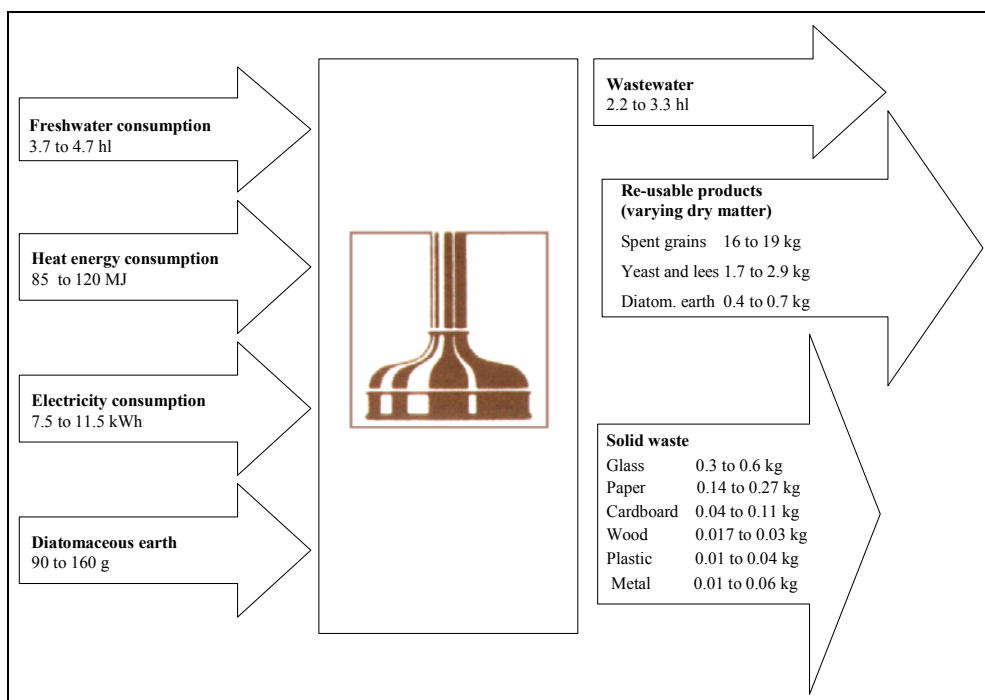 Freshwater consumption
3.7 to 4.7 hl
Heat energy consumption
85 to 120 MJ
Electricity consumption
7.5 to 11.5 kWh
Diatomaceous earth
90 to 160 g
Wastewater
2.2 to 3.3 hl
Re-usable products
(varying dry matter)
Spent grains 16 to 19 kg
Yeast and lees 1.7 to 2.9 kg
Diatom. earth 0.4 to 0.7 kg
Solid waste
Glass 0.3 to 0.6 kg
Paper 0.14 to 0.27 kg
Cardboard 0.04 to 0.11 kg
Wood 0.017 to 0.03 kg
Plastic 0.01 to 0.04 kg
Metal 0.01 to 0.06 kg